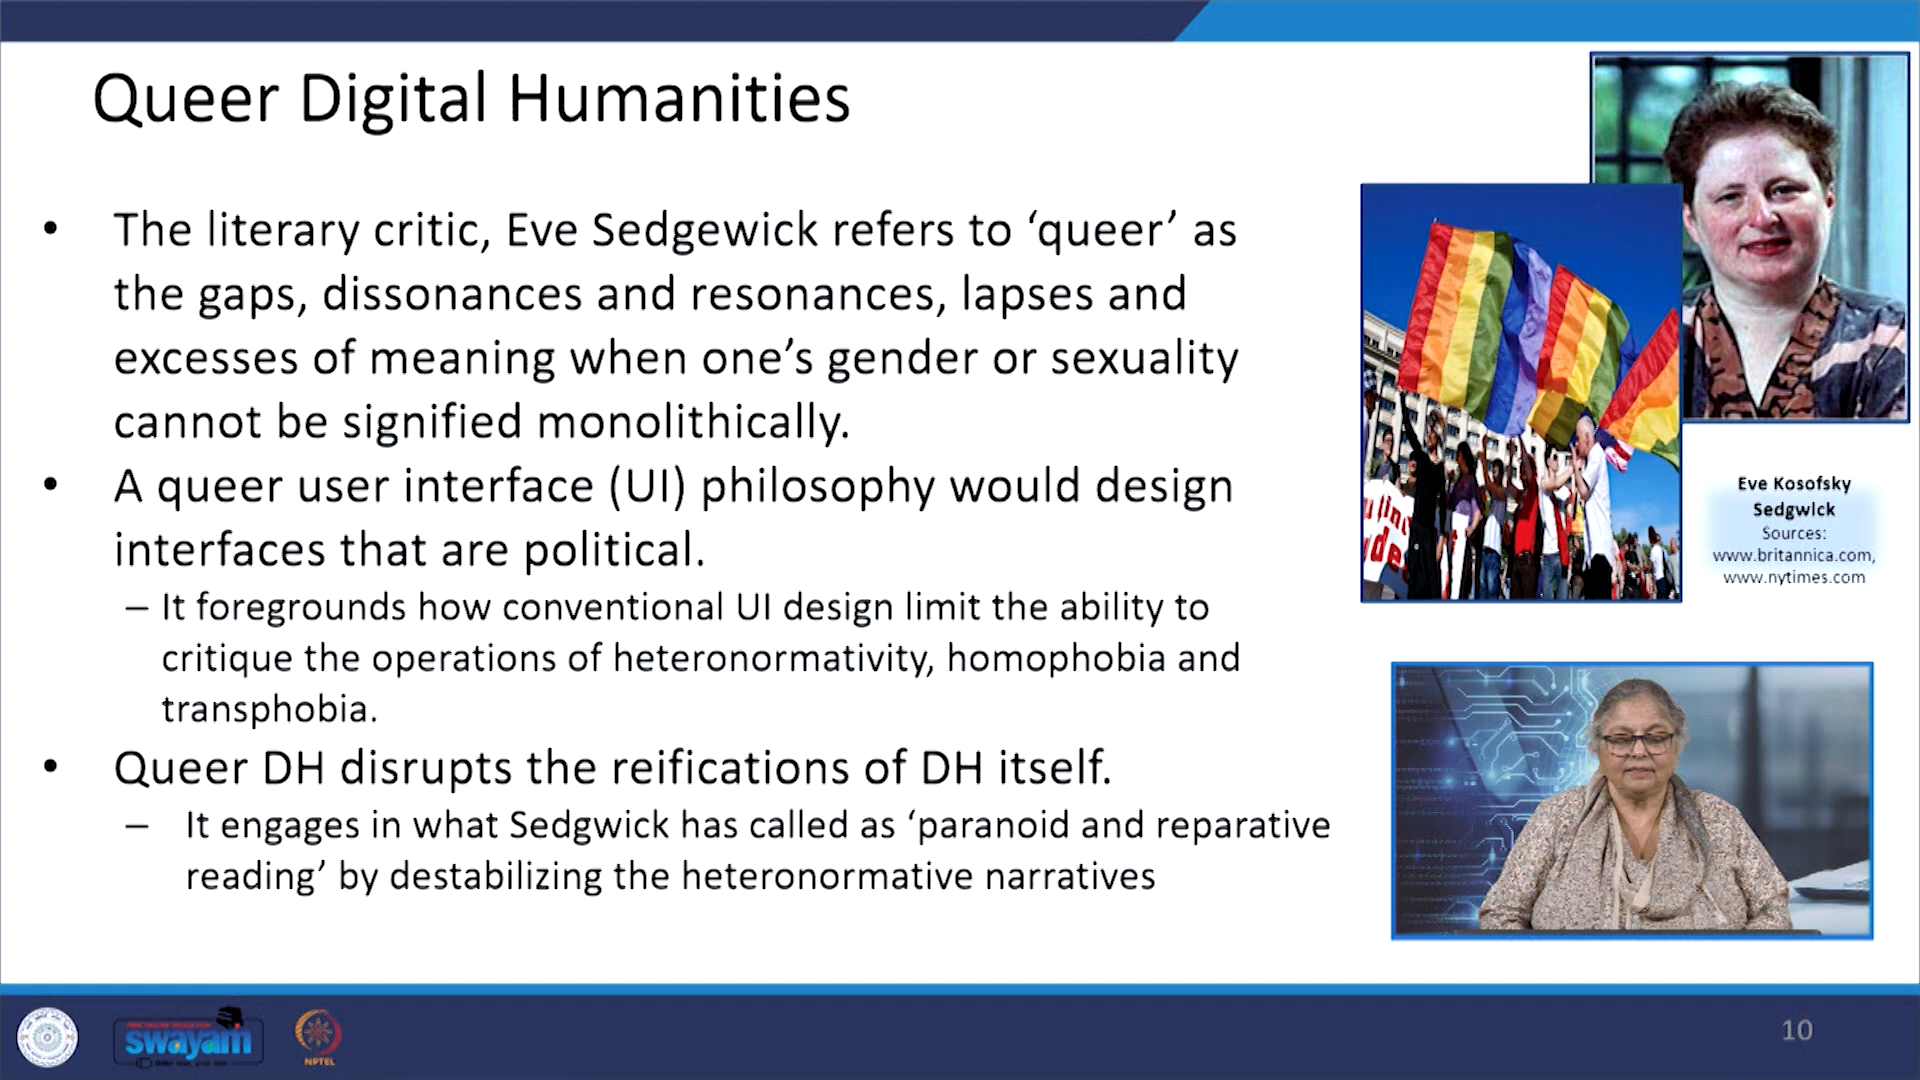 Queer Digital Humanities
• The literary critic, Eve Sedgewick refers to ‘queer’ as
the gaps, dissonances and resonances, lapses and
excesses of meaning when one’s gender or sexuality
cannot be signified monolithically.
• A queer user interface (UI) philosophy would design
interfaces that are political.
– It foregrounds how conventional UI design limit the ability to
critique the operations of heteronormativity, homophobia and
transphobia.
• Queer DH disrupts the reifications of DH itself.
– It engages in what Sedgwick has called as ‘paranoid and reparative
reading’ by destabilizing the heteronormative narratives
Eve Kosofsky
Sedgwick
Sources:
www.britannica.com,
www.nytimes.com
swayam
NPTEL
10